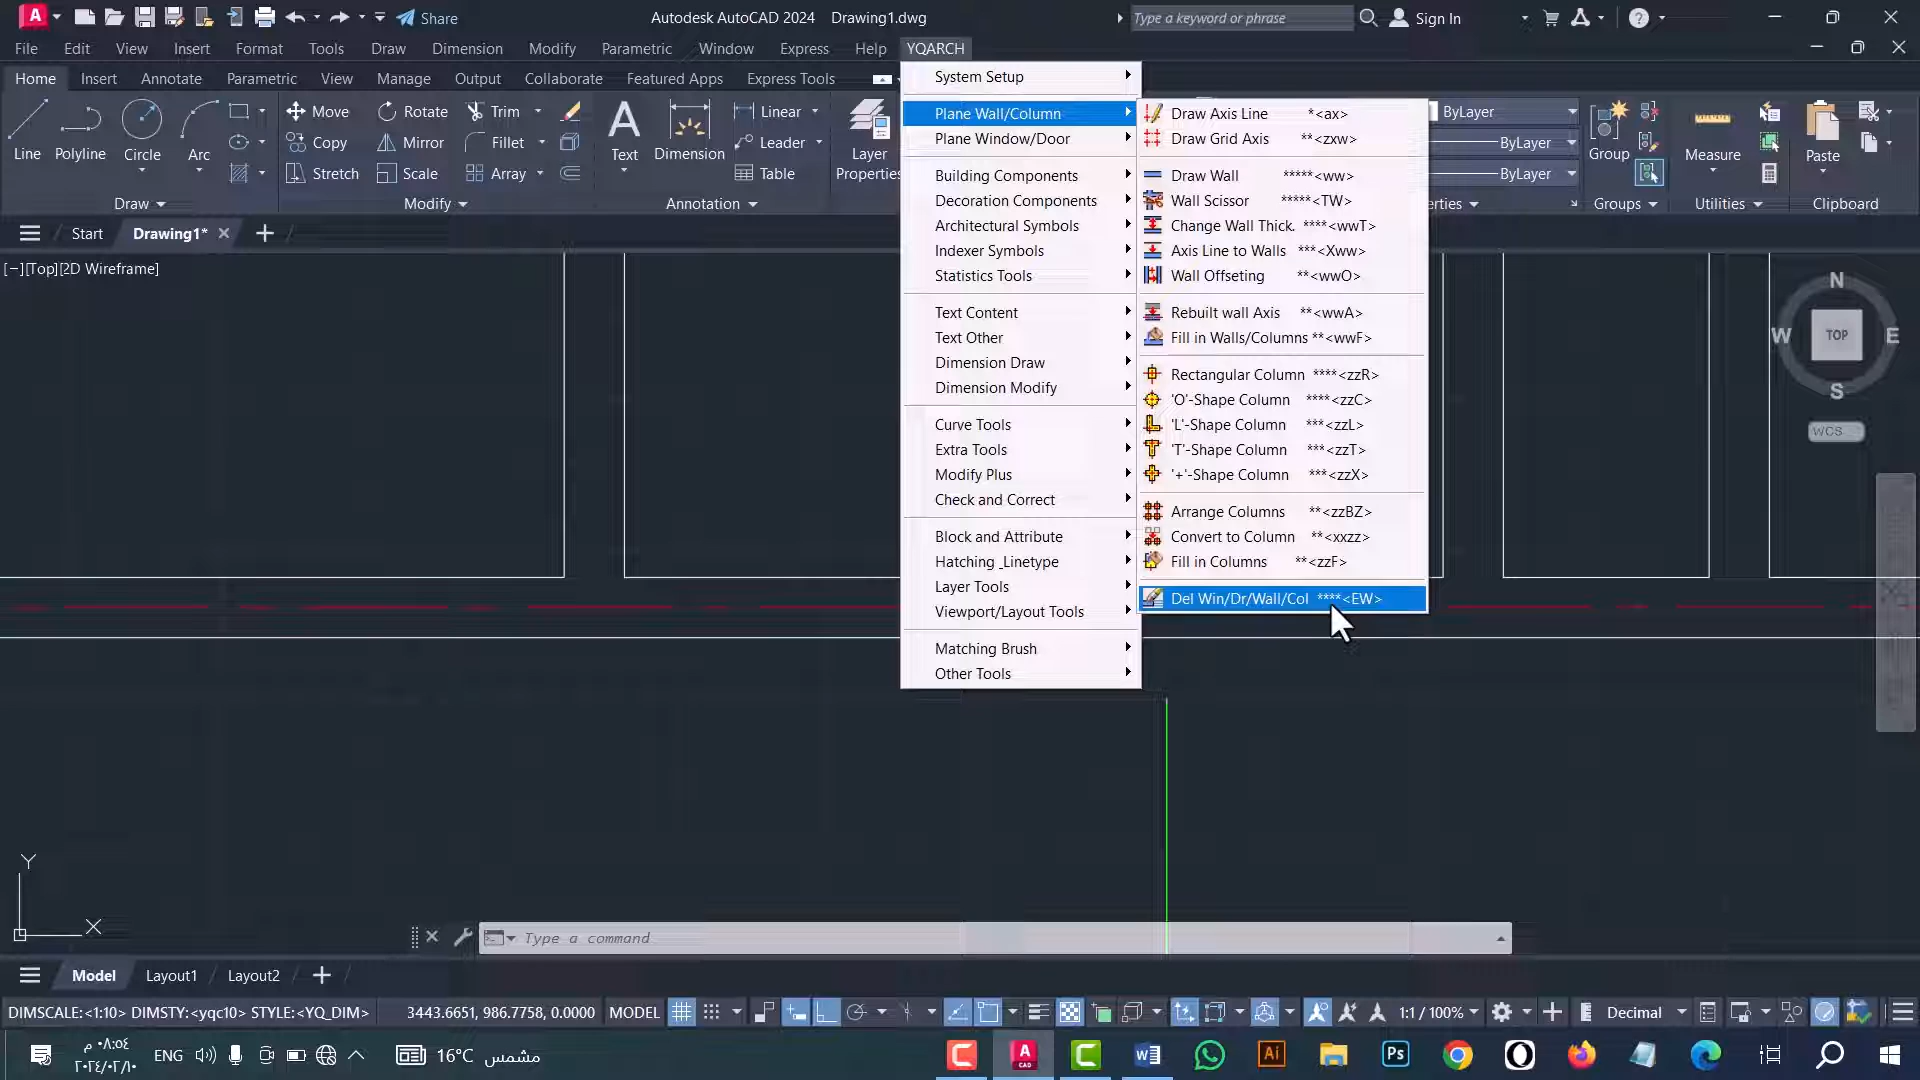 Share
Autodesk AutoCAD 2024 Drawing1.dwg
Type a keyword or phrase
Sign In
File Edit View Insert Format Tools Draw Dimension Modify Parametric Window Express Help YQARCH
Home Insert Annotate Parametric View Manage Output Collaborate Featured Apps Express Tools
Line
Polyline
Circle
Arc
Draw
Move
Rotate
Trim
Copy
Mirror
Fillet
Stretch
Scale
Array
Modify
Text
Dimension
Linear
Leader
Table
Annotation
Layer
Properties
ByLayer
ByLayer
ByLayer
erties
Group
Groups
Measure
Utilities
Paste
Clipboard
Start
Drawing1*
[−][Top][2D Wireframe]
System Setup
Plane Wall/Column
Plane Window/Door
Building Components
Decoration Components
Architectural Symbols
Indexer Symbols
Statistics Tools
Text Content
Text Other
Dimension Draw
Dimension Modify
Curve Tools
Extra Tools
Modify Plus
Check and Correct
Block and Attribute
Hatching _Linetype
Layer Tools
Viewport/Layout Tools
Matching Brush
Other Tools
Draw Axis Line *<ax>
Draw Grid Axis **<zxw>
Draw Wall *****<ww>
Wall Scissor *****<TW>
Change Wall Thick. ****<wwT>
Axis Line to Walls ***<Xww>
Wall Offseting **<wwO>
Rebuilt wall Axis **<wwA>
Fill in Walls/Columns **<wwF>
Rectangular Column ****<zzR>
'O'-Shape Column ****<zzC>
'L'-Shape Column ***<zzL>
'T'-Shape Column ***<zzT>
'+'-Shape Column ***<zzX>
Arrange Columns **<zzBZ>
Convert to Column **<xxzz>
Fill in Columns **<zzF>
Del Win/Dr/Wall/Col ****<EW>
N
W
TOP
E
S
WCS
Y
X
Type a command
Model Layout1 Layout2
DIMSCALE:<1:10> DIMSTY:<yqc10> STYLE:<YQ_DIM> 3443.6651, 986.7758, 0.0000 MODEL 1:1 / 100% Decimal
٠٨:٥٤ م
٢٠٢٤/٠٢/١٠
ENG
16°C مشمس
A
CAD
Ai
Ps